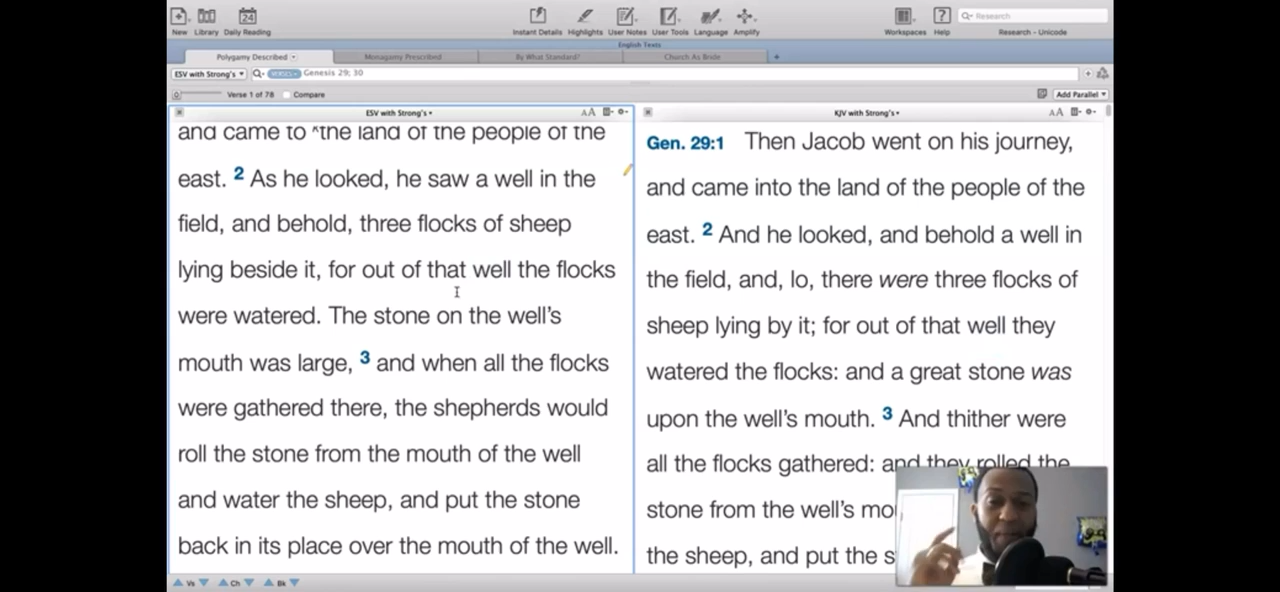 New Library Daily Reading Instant Details Highlights User Notes User Tools Language Amplify Workspaces Help Research - Unicode
24
? Research
English Texts
Polygamy Described Monogamy Prescribed By What Standard? Church As Bride +
ESV with Strong's VERSES Genesis 29; 30
Verse 1 of 78 Compare Add Parallel
ESV with Strong's AA
and came to ^the land of the people of the
east. 2 As he looked, he saw a well in the
field, and behold, three flocks of sheep
lying beside it, for out of that well the flocks
were watered. The stone on the well's
mouth was large, 3 and when all the flocks
were gathered there, the shepherds would
roll the stone from the mouth of the well
and water the sheep, and put the stone
back in its place over the mouth of the well.
KJV with Strong's AA
Gen. 29:1 Then Jacob went on his journey,
and came into the land of the people of the
east. 2 And he looked, and behold a well in
the field, and, lo, there were three flocks of
sheep lying by it; for out of that well they
watered the flocks: and a great stone was
upon the well's mouth. 3 And thither were
all the flocks gathered: and they rolled the
stone from the well's mo
the sheep, and put the s
Vs Ch Bk